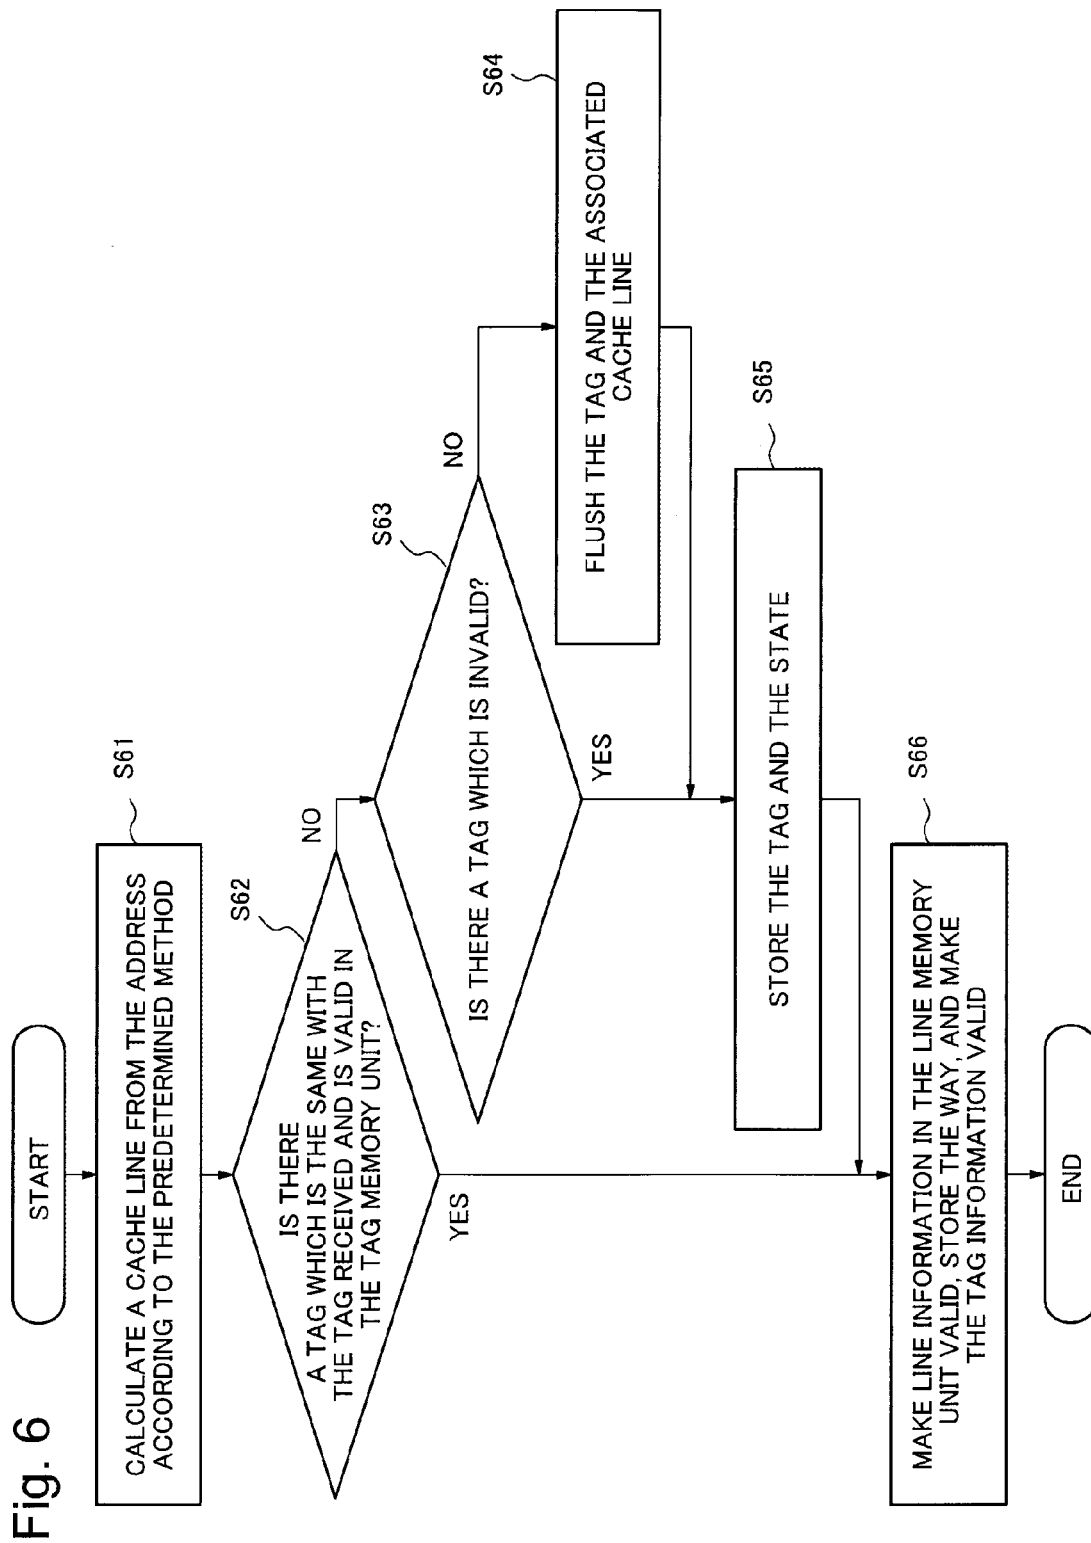 Fig. 6
START
S61
CALCULATE A CACHE LINE FROM THE ADDRESS
ACCORDING TO THE PREDETERMINED METHOD
S62
IS THERE
A TAG WHICH IS THE SAME WITH
THE TAG RECEIVED AND IS VALID IN
THE TAG MEMORY UNIT?
NO
YES
S63
IS THERE A TAG WHICH IS INVALID?
NO
YES
S64
FLUSH THE TAG AND THE ASSOCIATED
CACHE LINE
S65
STORE THE TAG AND THE STATE
S66
MAKE LINE INFORMATION IN THE LINE MEMORY
UNIT VALID, STORE THE WAY, AND MAKE
THE TAG INFORMATION VALID
END